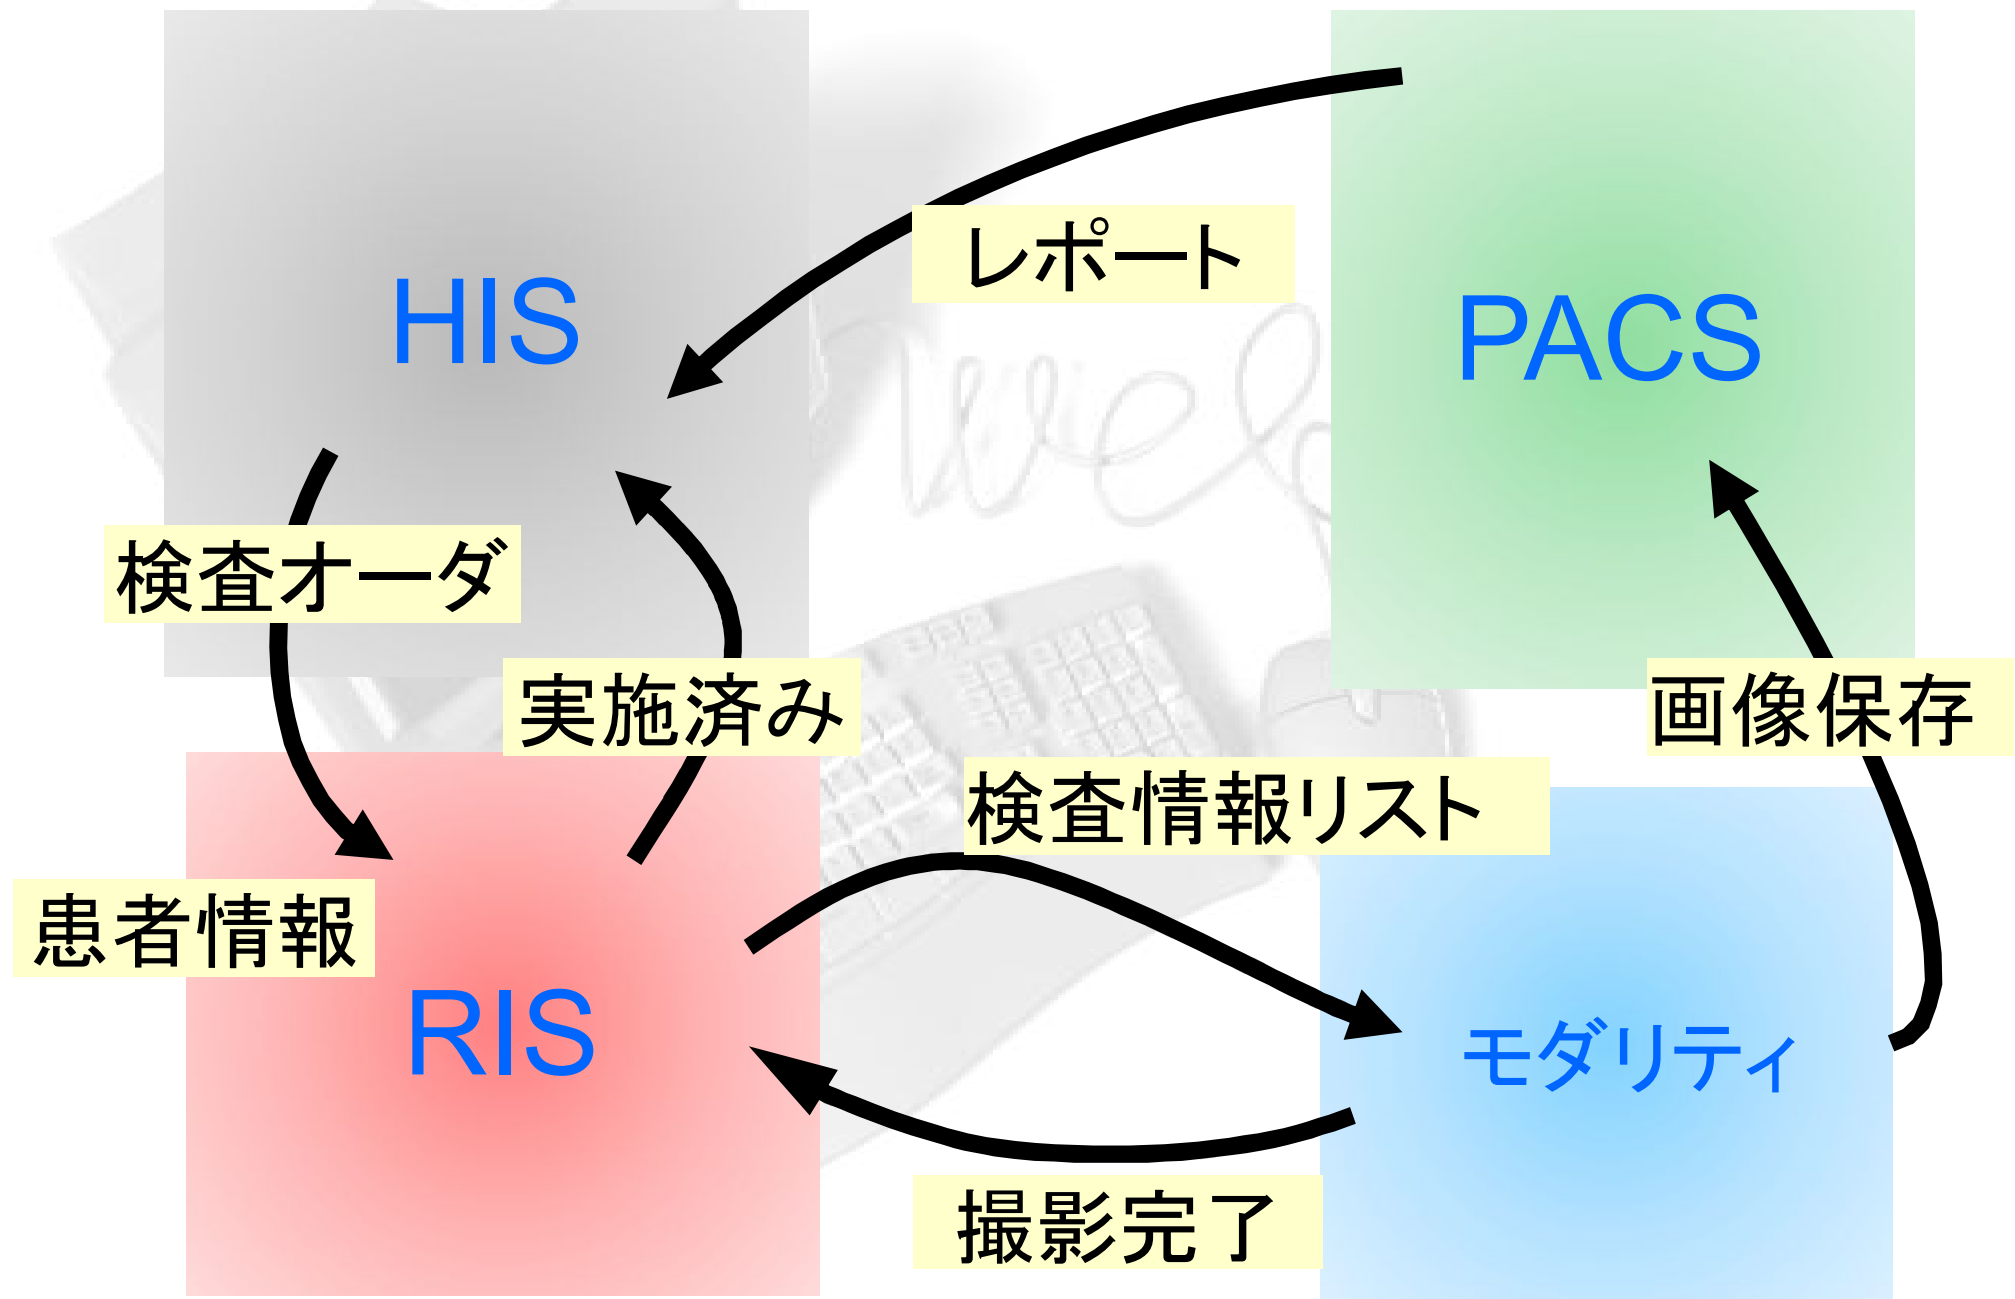 HIS
レポート
PACS
検査オーダ
実施済み
画像保存
検査情報リスト
患者情報
RIS
モダリティ
撮影完了
web